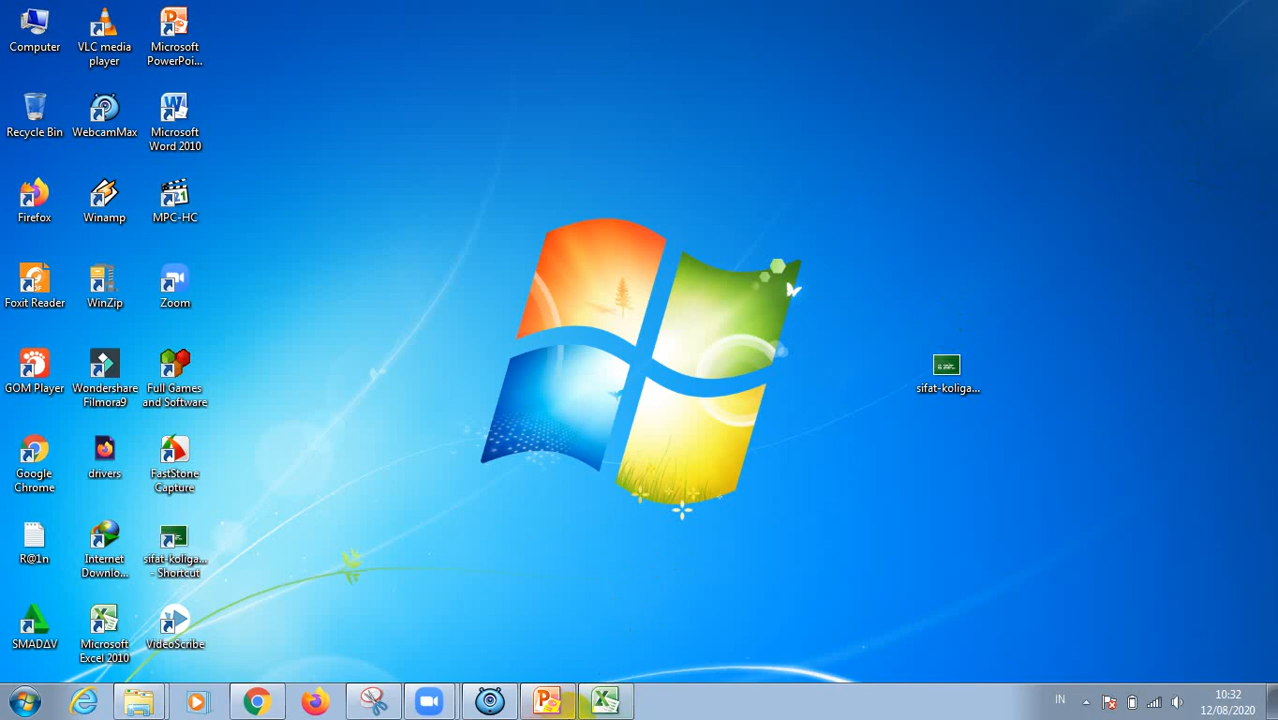 Computer
VLC media
player
Microsoft
PowerPoi...
Recycle Bin
WebcamMax
Microsoft
Word 2010
Firefox
Winamp
MPC-HC
Foxit Reader
WinZip
Zoom
GOM Player
Wondershare
Filmora9
Full Games
and Software
Google
Chrome
drivers
FastStone
Capture
R@1n
Internet
Downlo...
sifat-koliga...
- Shortcut
SMADΔV
Microsoft
Excel 2010
VideoScribe
sifat-koliga...
IN
10:32
12/08/2020